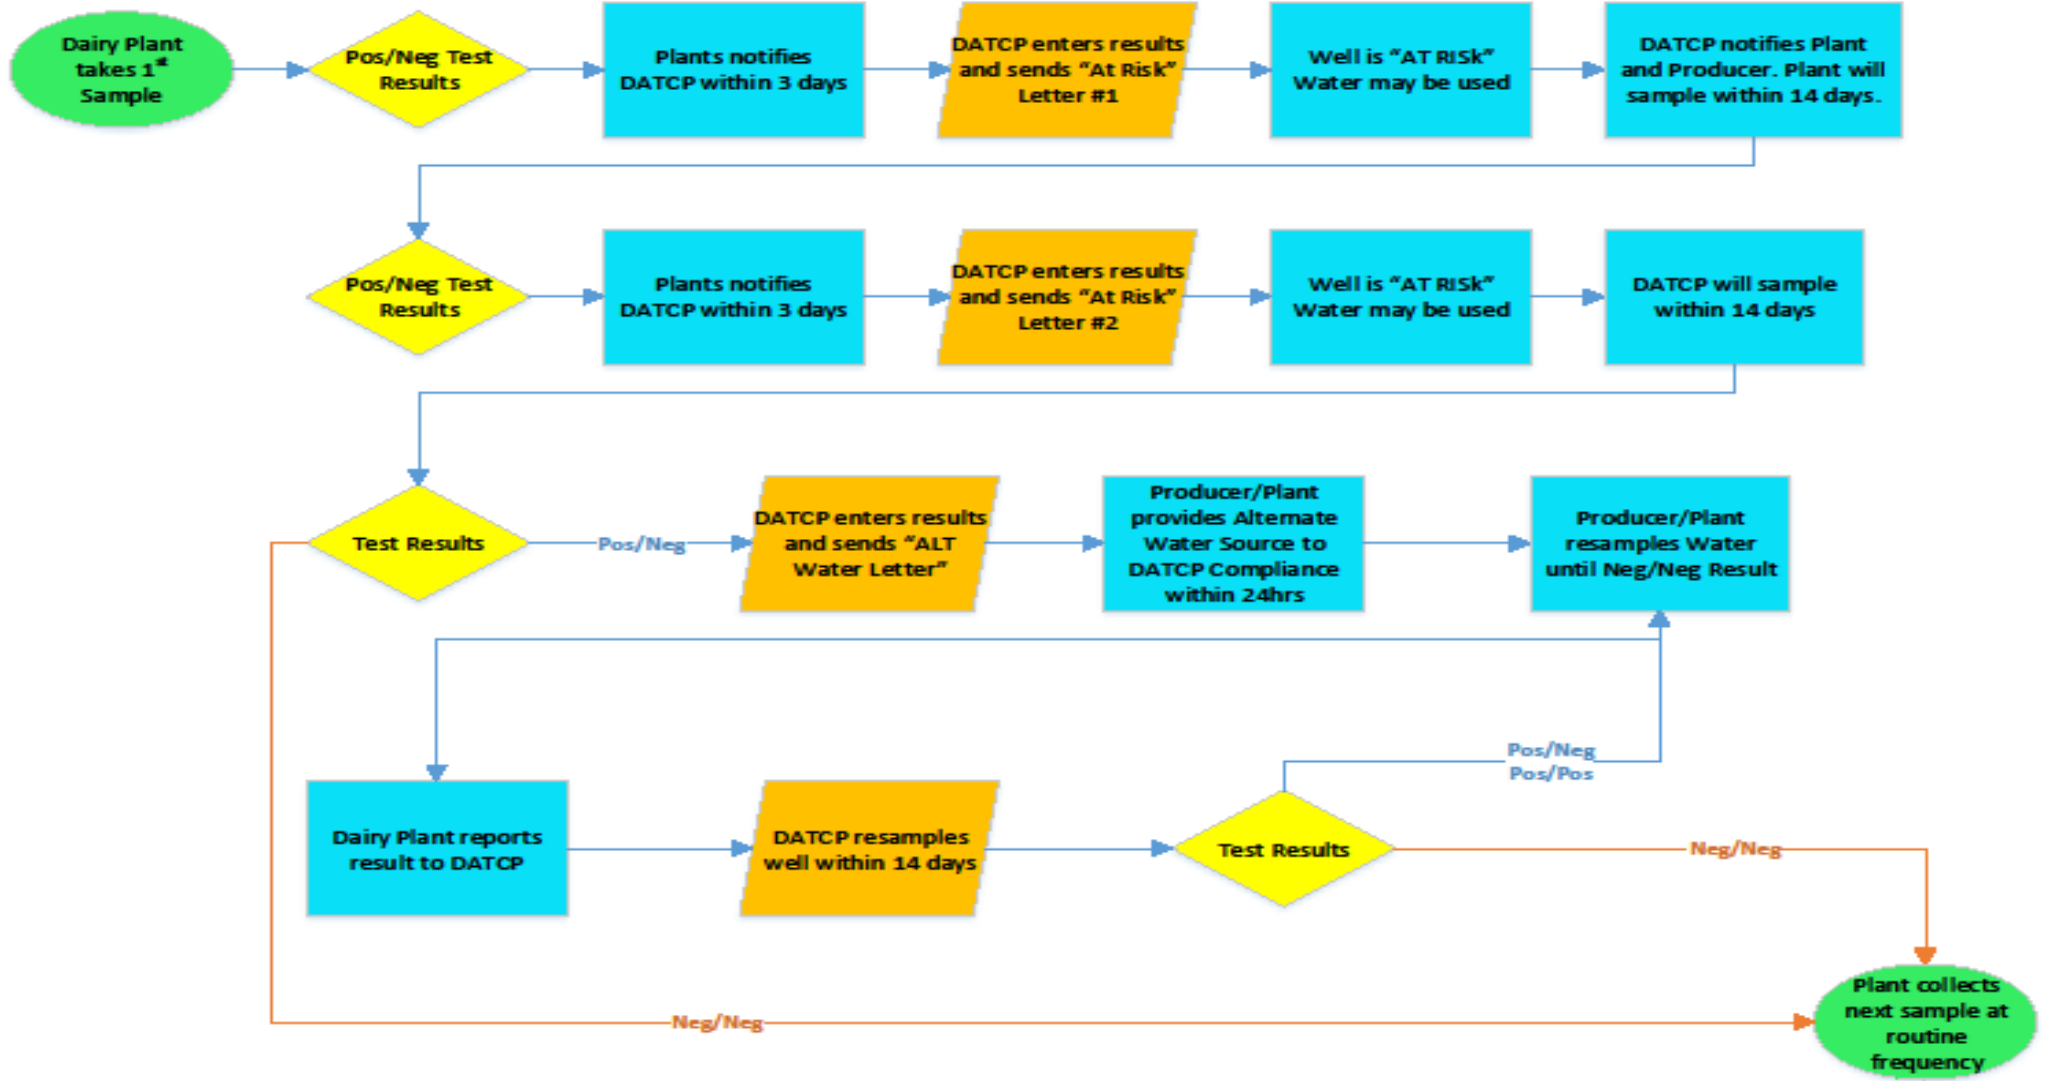 Dairy Plant
takes 1st
Sample
Pos/Neg Test
Results
Plants notifies
DATCP within 3 days
DATCP enters results
and sends “At Risk”
Letter #1
Well is “AT RISk”
Water may be used
DATCP notifies Plant
and Producer. Plant will
sample within 14 days.
Pos/Neg Test
Results
Plants notifies
DATCP within 3 days
DATCP enters results
and sends “At Risk”
Letter #2
Well is “AT RISk”
Water may be used
DATCP will sample
within 14 days
Test Results
Pos/Neg
DATCP enters results
and sends “ALT
Water Letter”
Producer/Plant
provides Alternate
Water Source to
DATCP Compliance
within 24hrs
Producer/Plant
resamples Water
until Neg/Neg Result
Pos/Neg
Pos/Pos
Dairy Plant reports
result to DATCP
DATCP resamples
well within 14 days
Test Results
Neg/Neg
Neg/Neg
Plant collects
next sample at
routine
frequency